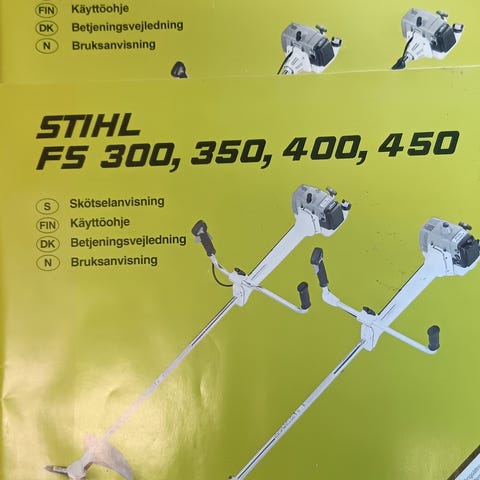 FIN Käyttöohje
DK Betjeningsvejledning
N Bruksanvisning
STIHL
FS 300, 350, 400, 450
S Skötselanvisning
FIN Käyttöohje
DK Betjeningsvejledning
N Bruksanvisning